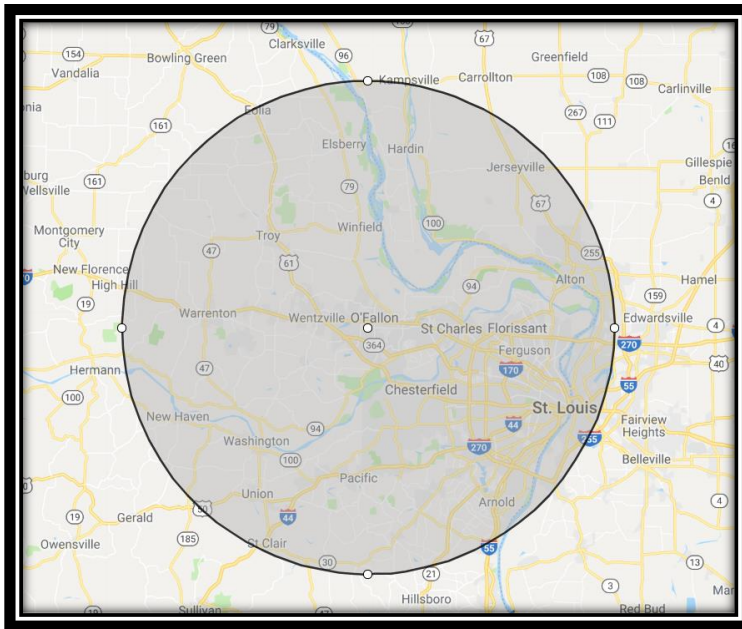 79
67
Clarksville
154
96
Greenfield
Bowling Green
Vandalia
Kampsville
Carrollton
108
108
Carlinville
Eolia
267
111
161
Elsberry
Hardin
Jerseyville
Gillespie
Benld
161
79
67
4
Wellsville
100
Montgomery
City
Winfield
Troy
47
255
61
New Florence
High Hill
Alton
Hamel
94
159
19
Warrenton
Wentzville
O'Fallon
St Charles
Florissant
Edwardsville
4
364
270
Ferguson
Hermann
47
170
40
55
100
Chesterfield
St. Louis
New Haven
94
44
Fairview
Heights
Washington
270
255
100
Belleville
Pacific
Union
Arnold
4
50
19
Gerald
44
185
Owensville
St Clair
55
30
13
21
3
Hillsboro
Sullivan
Red Bud
47